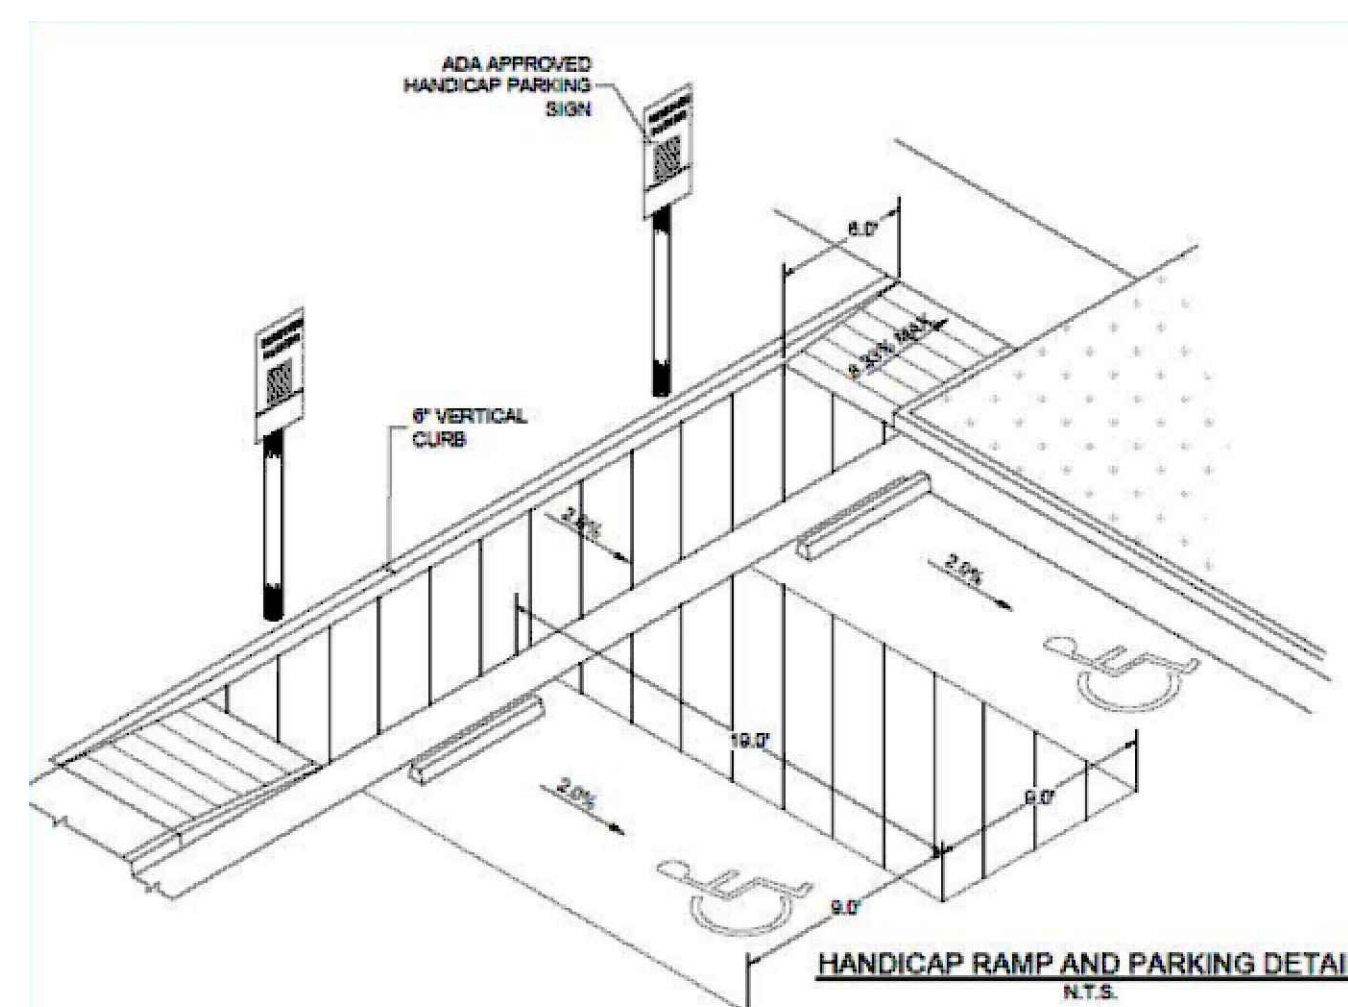 ADA APPROVED
HANDICAP PARKING
SIGN
6.0'
8.33% MAX
6" VERTICAL
CURB
2.0%
2.0%
19.0'
9.0'
2.0%
9.0'
HANDICAP RAMP AND PARKING DETAI
N.T.S.